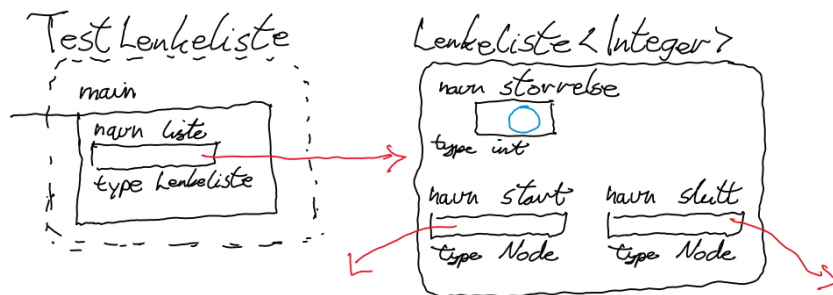 TestLenkeliste
Lenkeliste<Integer>
main
navn liste
type Lenkeliste
navn storrelse
type int
navn start
type Node
navn slutt
type Node